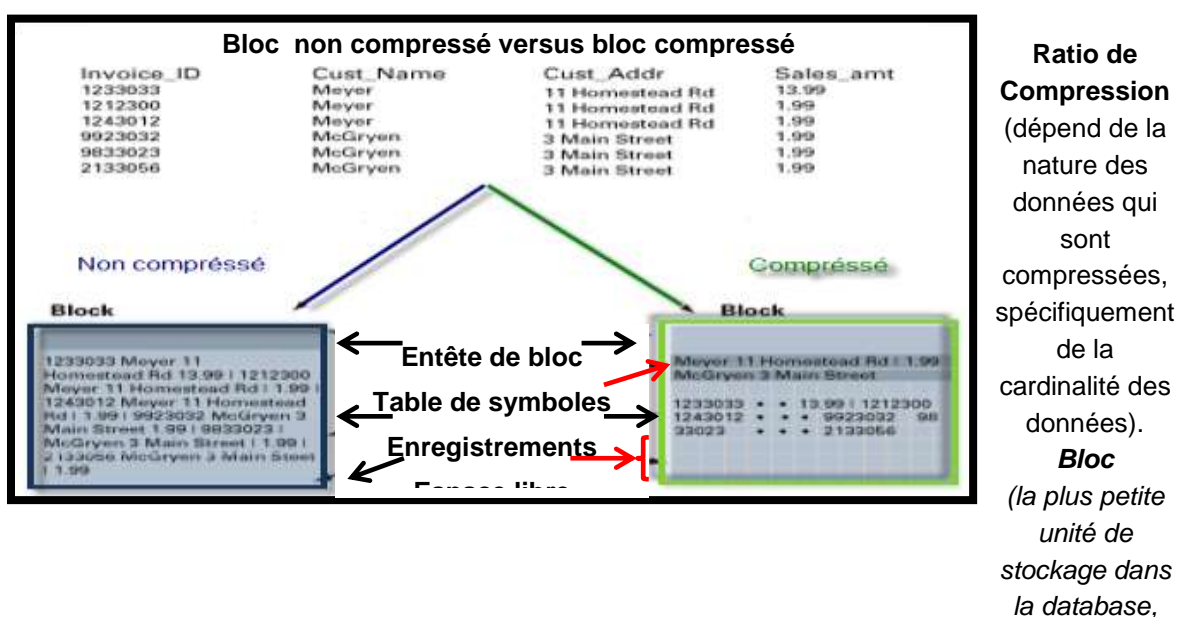 Bloc non compressé versus bloc compressé
Invoice_ID Cust_Name Cust_Addr Sales_amt
1233033 Meyer 11 Homestead Rd 13.99
1212300 Meyer 11 Homestead Rd 1.99
1243012 Meyer 11 Homestead Rd 1.99
9923032 McGryen 3 Main Street 1.99
9833023 McGryen 3 Main Street 1.99
2133056 McGryen 3 Main Street 1.99
Non compréssé
Compréssé
Block
1233033 Meyer 11
Homestead Rd 13.99 | 1212300
Meyer 11 Homestead Rd | 1.99 |
1243012 Meyer 11 Homestead
Rd | 1.99 | 9923032 McGryen 3
Main Street 1.99 | 9833023 |
McGryen 3 Main Street | 1.99 |
2133056 McGryen 3 Main Steet
| 1.99
Entête de bloc
Table de symboles
Enregistrements
Espace libre
Block
Meyer 11 Homestead Rd | 1.99
McGryen 3 Main Street
1233033 • • 13.99 | 1212300
1243012 • • • 9923032 98
33023 • • • 2133056
Ratio de
Compression
(dépend de la
nature des
données qui
sont
compressées,
spécifiquement
de la
cardinalité des
données).
Bloc
(la plus petite
unité de
stockage dans
la database,